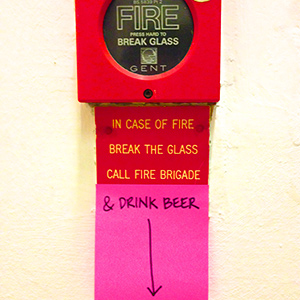 BS 5839 Pt 2
FIRE
PRESS HARD TO
BREAK GLASS
GENT
IN CASE OF FIRE
BREAK THE GLASS
CALL FIRE BRIGADE
& DRINK BEER